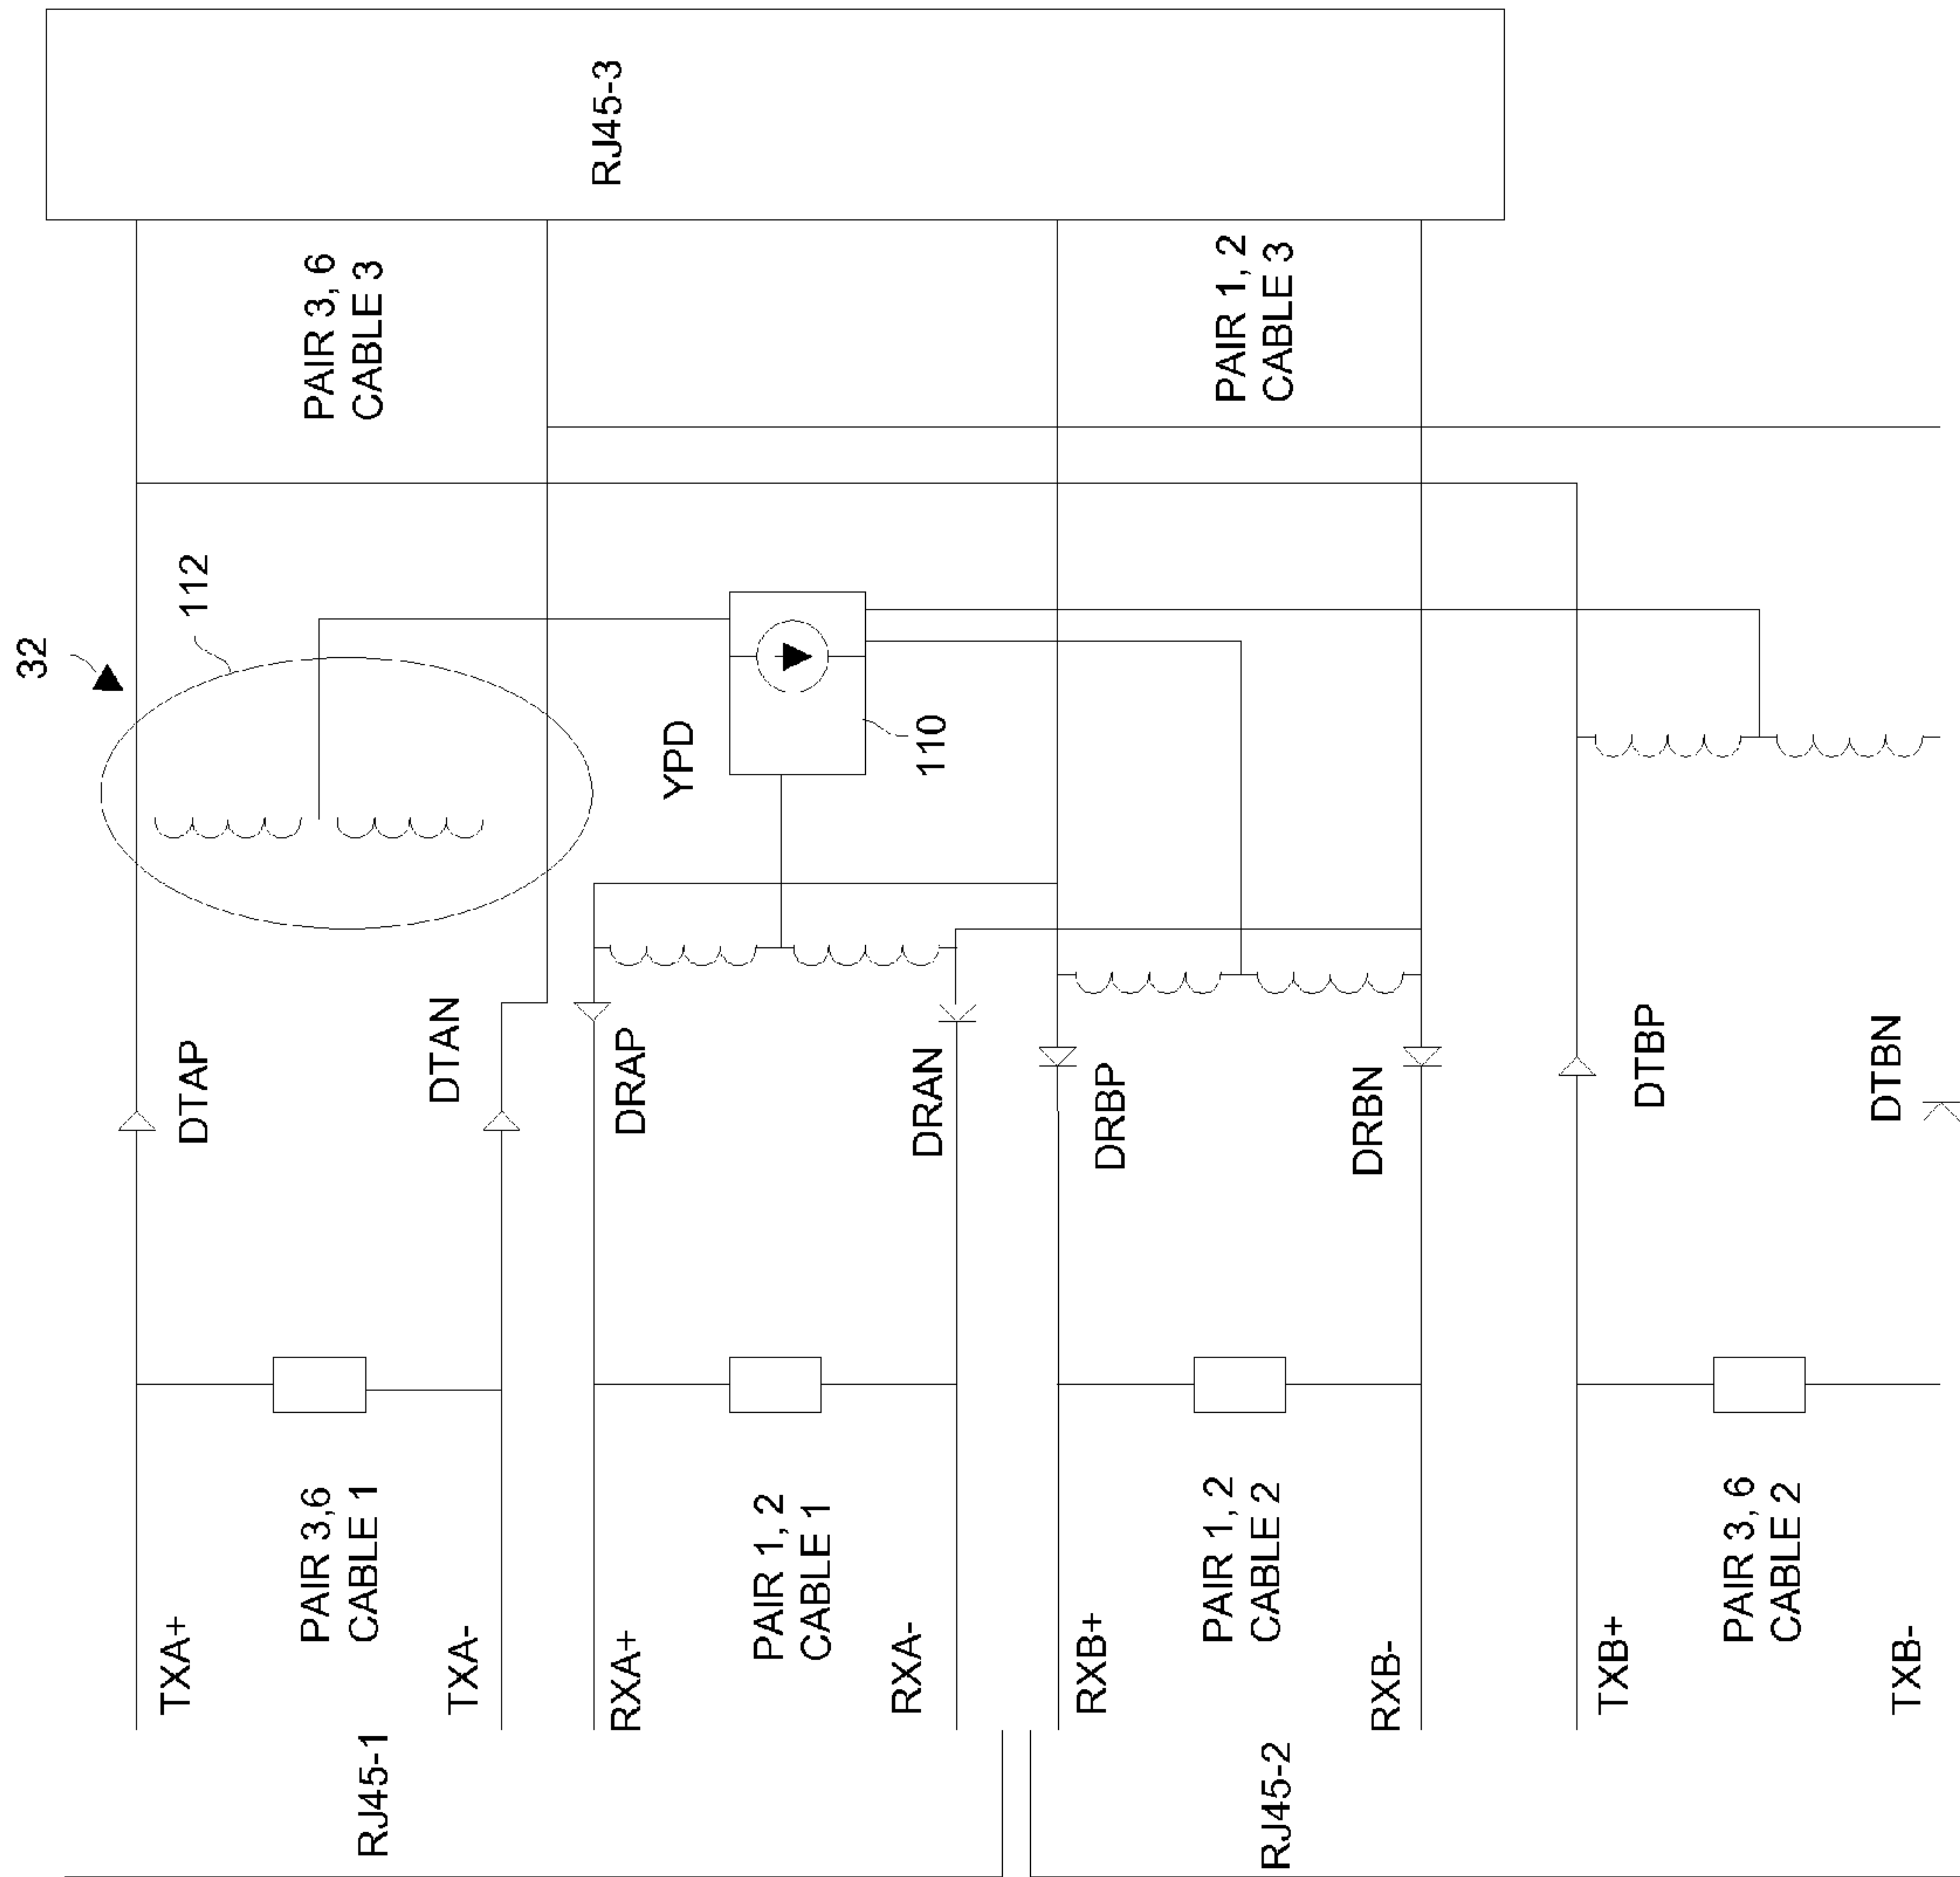 32
112
RJ45-3
PAIR 3, 6
CABLE 3
PAIR 1, 2
CABLE 3
YPD
110
DTAP
DTAN
DRAP
DRAN
DRBP
DRBN
DTBP
DTBN
PAIR 3,6
CABLE 1
PAIR 1, 2
CABLE 1
PAIR 1, 2
CABLE 2
PAIR 3, 6
CABLE 2
TXA+
TXA-
RXA+
RXA-
RXB+
RXB-
TXB+
TXB-
RJ45-1
RJ45-2